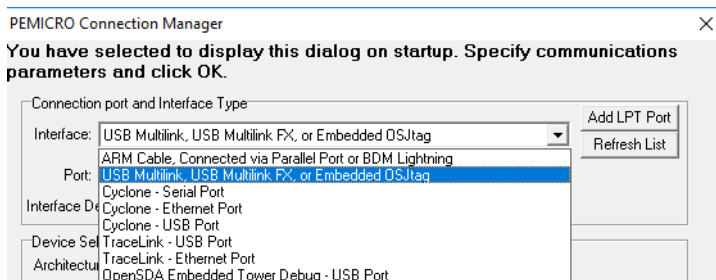 PEMICRO Connection Manager
You have selected to display this dialog on startup. Specify communications
parameters and click OK.
Connection port and Interface Type
Add LPT Port
Interface: USB Multilink, USB Multilink FX, or Embedded OSJtag
Refresh List
ARM Cable, Connected via Parallel Port or BDM Lightning
Port: USB Multilink, USB Multilink FX, or Embedded OSJtag
Cyclone - Serial Port
Interface De Cyclone - Ethernet Port
Cyclone - USB Port
Device Sel TraceLink - USB Port
TraceLink - Ethernet Port
Architectu OpenSDA Embedded Tower Debug - USB Port